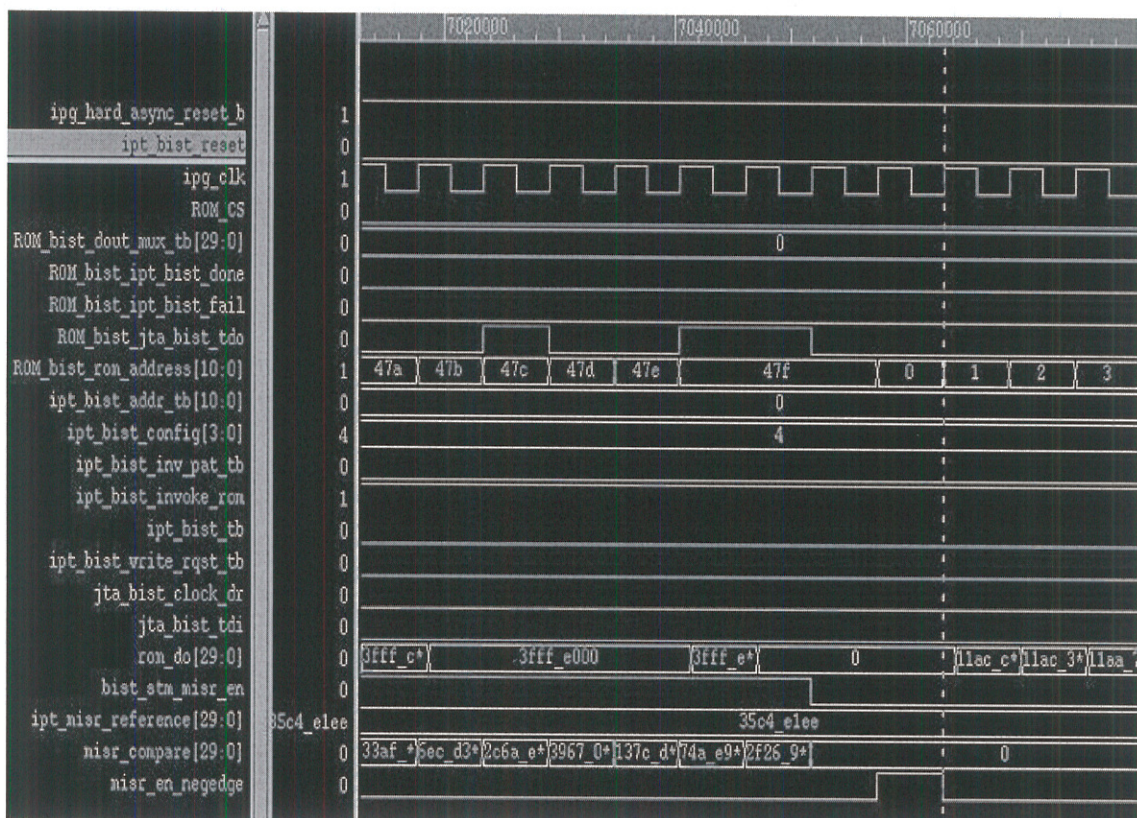 7020000 7040000 7060000
ipg_hard_async_reset_b 1
ipt_bist_reset 0
ipg_clk 1
ROM_CS 0
ROM_bist_dout_mux_tb[29:0] 0 0
ROM_bist_ipt_bist_done 0
ROM_bist_ipt_bist_fail 0
ROM_bist_jta_bist_tdo 0
ROM_bist_rom_address[10:0] 1 47a 47b 47c 47d 47e 47f 0 1 2 3
ipt_bist_addr_tb[10:0] 0 0
ipt_bist_config[3:0] 4 4
ipt_bist_inv_pat_tb 0
ipt_bist_invoke_rom 1
ipt_bist_tb 0
ipt_bist_write_rqst_tb 0
jta_bist_clock_dr 0
jta_bist_tdi 0
rom_do[29:0] 0 3fff_c* 3fff_e000 3fff_e* 0 11ac_c* 11ac_3* 11aa_
bist_stm_misr_en 0
ipt_misr_reference[29:0] 35c4_e1ee 35c4_e1ee
misr_compare[29:0] 0 33af_* 6ec_d3* 2c6a_e* 3967_0* 137c_d* 74a_e9* 2f26_9* 0
misr_en_negedge 0